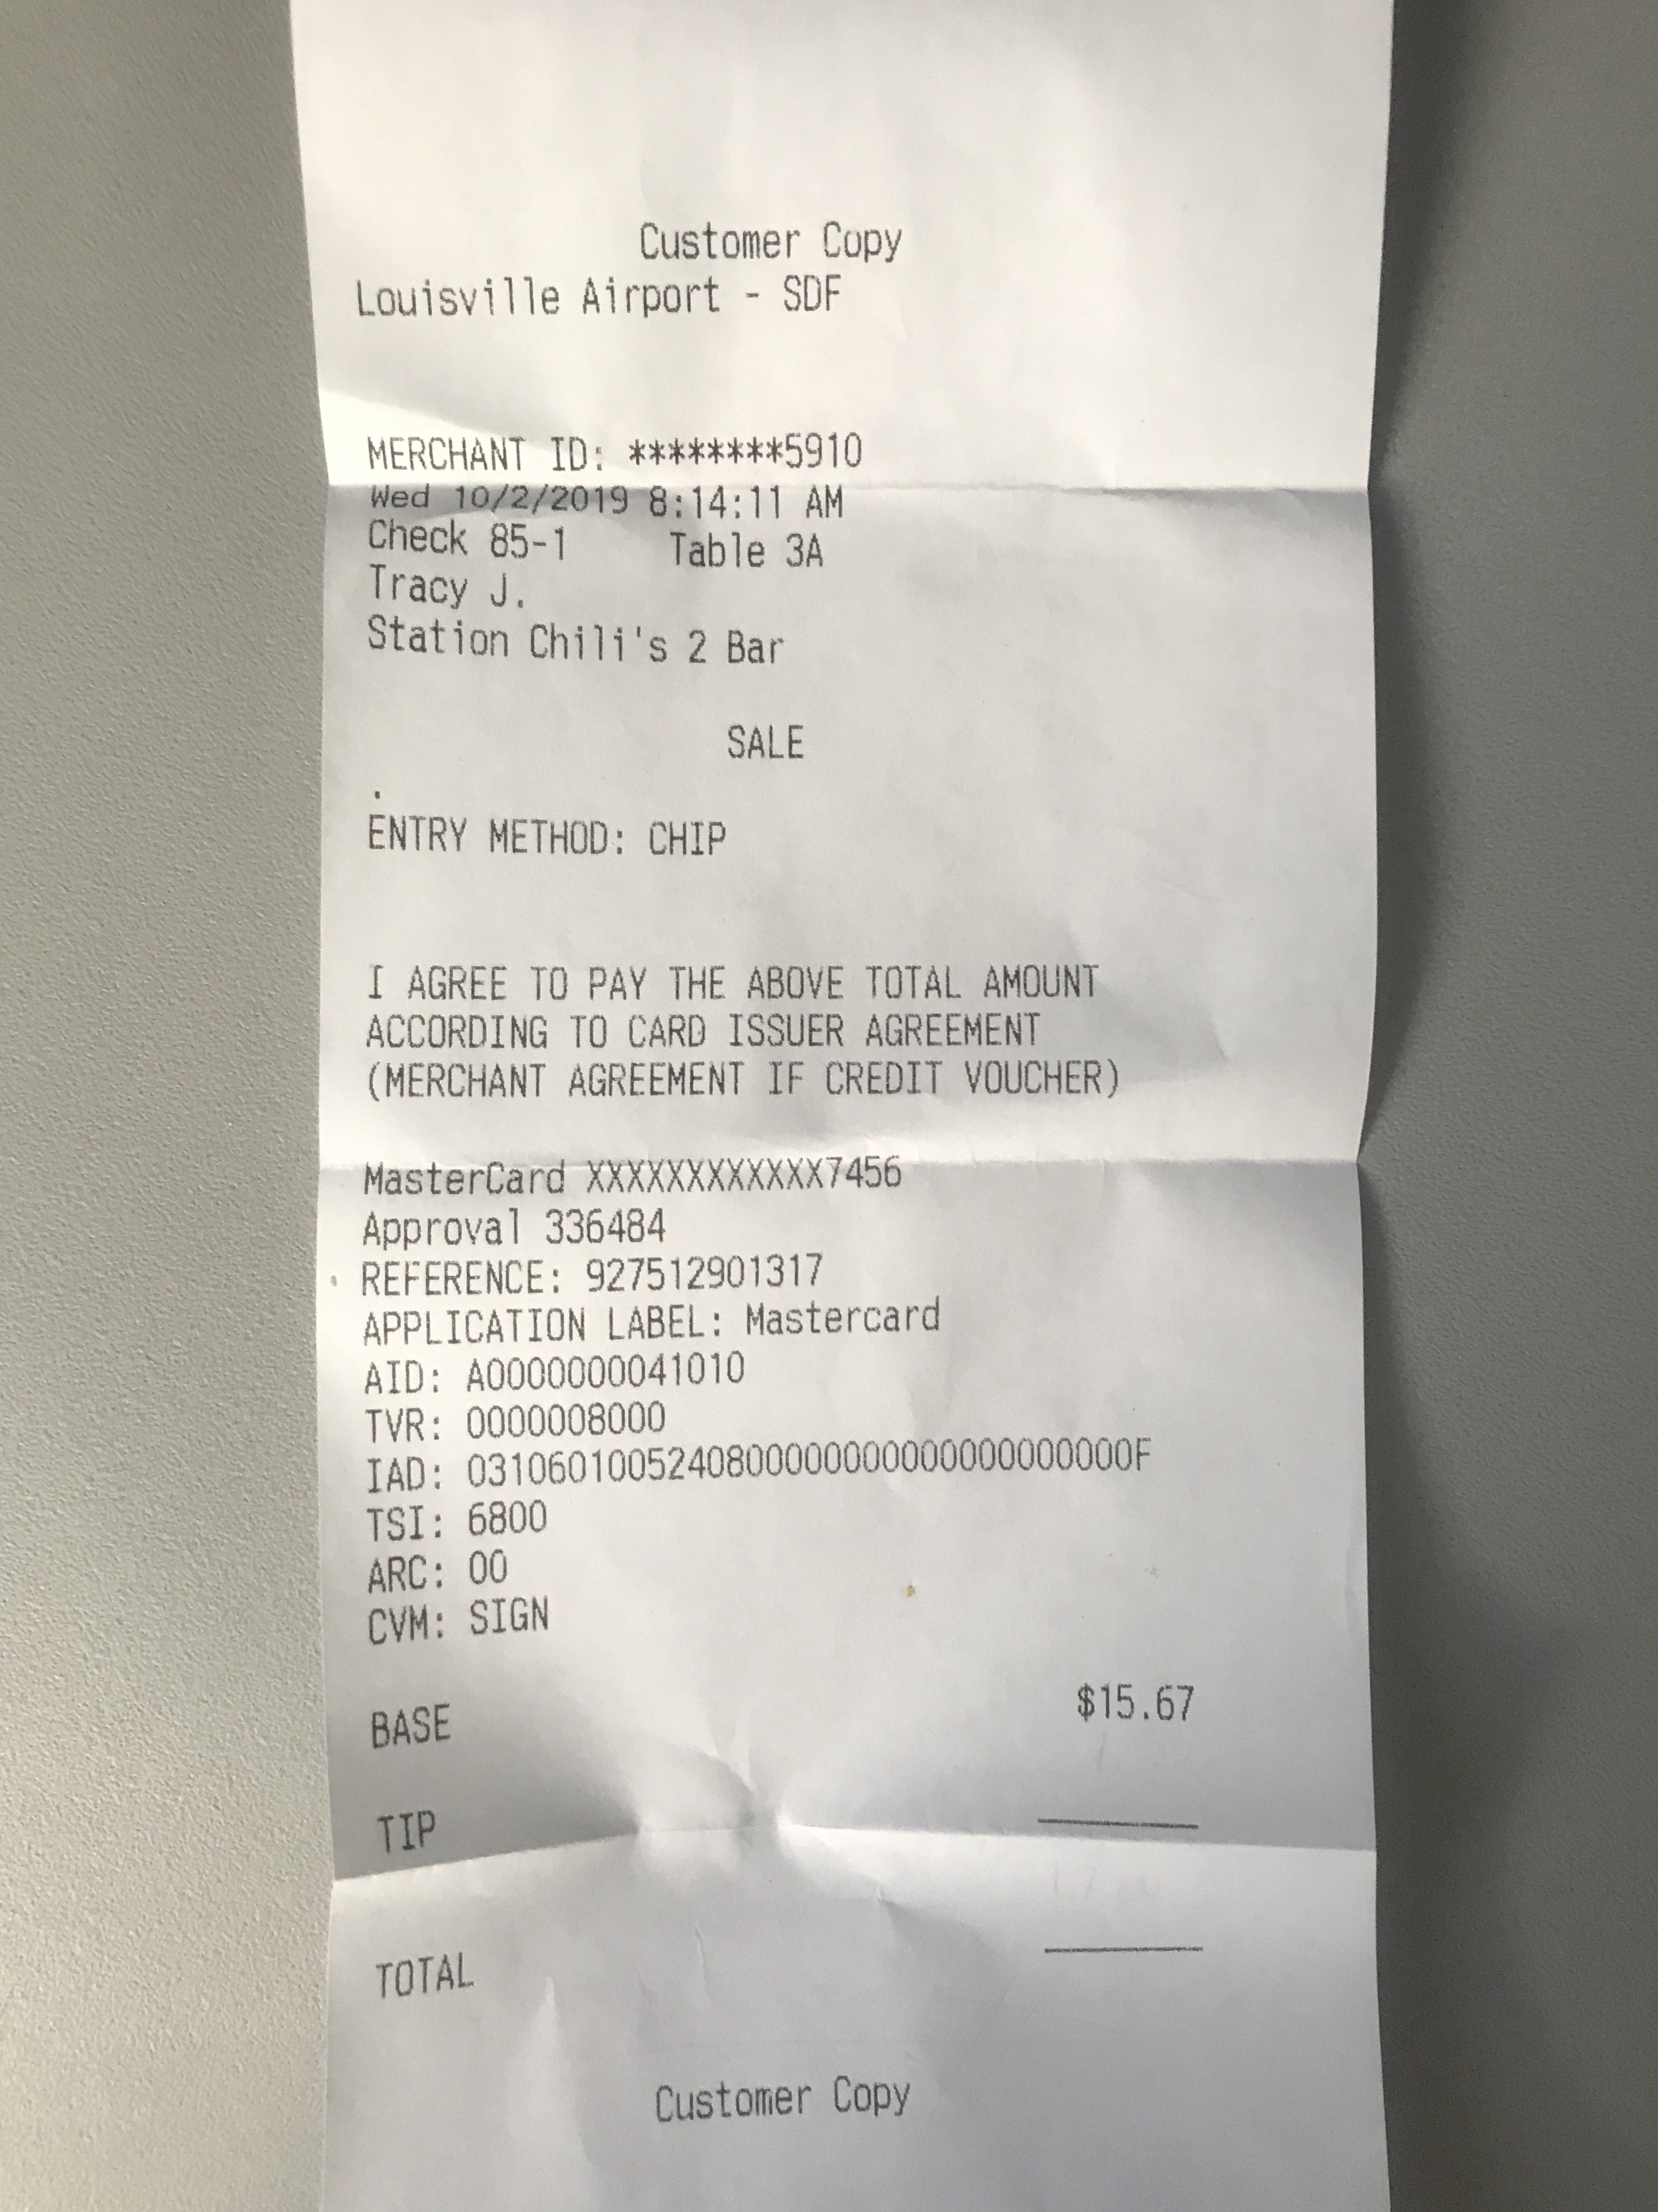 Customer Copy
Louisville Airport - SDF
MERCHANT ID: ********5910
Wed 10/2/2019 8:14:11 AM
Check 85-1 Table 3A
Tracy J.
Station Chili's 2 Bar
SALE
.
ENTRY METHOD: CHIP
I AGREE TO PAY THE ABOVE TOTAL AMOUNT
ACCORDING TO CARD ISSUER AGREEMENT
(MERCHANT AGREEMENT IF CREDIT VOUCHER)
MasterCard XXXXXXXXXXXX7456
Approval 336484
REFERENCE: 927512901317
APPLICATION LABEL: Mastercard
AID: A0000000041010
TVR: 0000008000
IAD:
TSI: 6800
ARC: 00
CVM: SIGN
BASE $15.67
TIP
TOTAL
Customer Copy